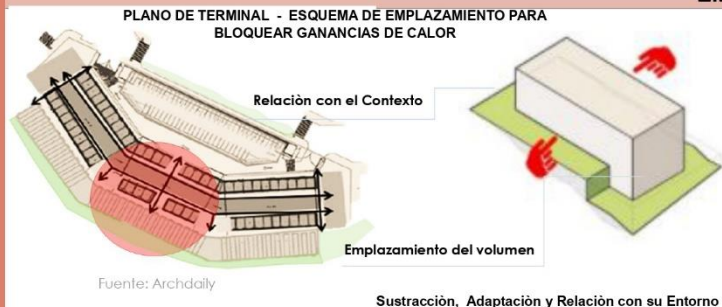 PLANO DE TERMINAL - ESQUEMA DE EMPLAZAMIENTO PARA
BLOQUEAR GANANCIAS DE CALOR
Relaciòn con el Contexto
Emplazamiento del volumen
Fuente: Archdaily
Sustracciòn, Adaptaciòn y Relaciòn con su Entorno